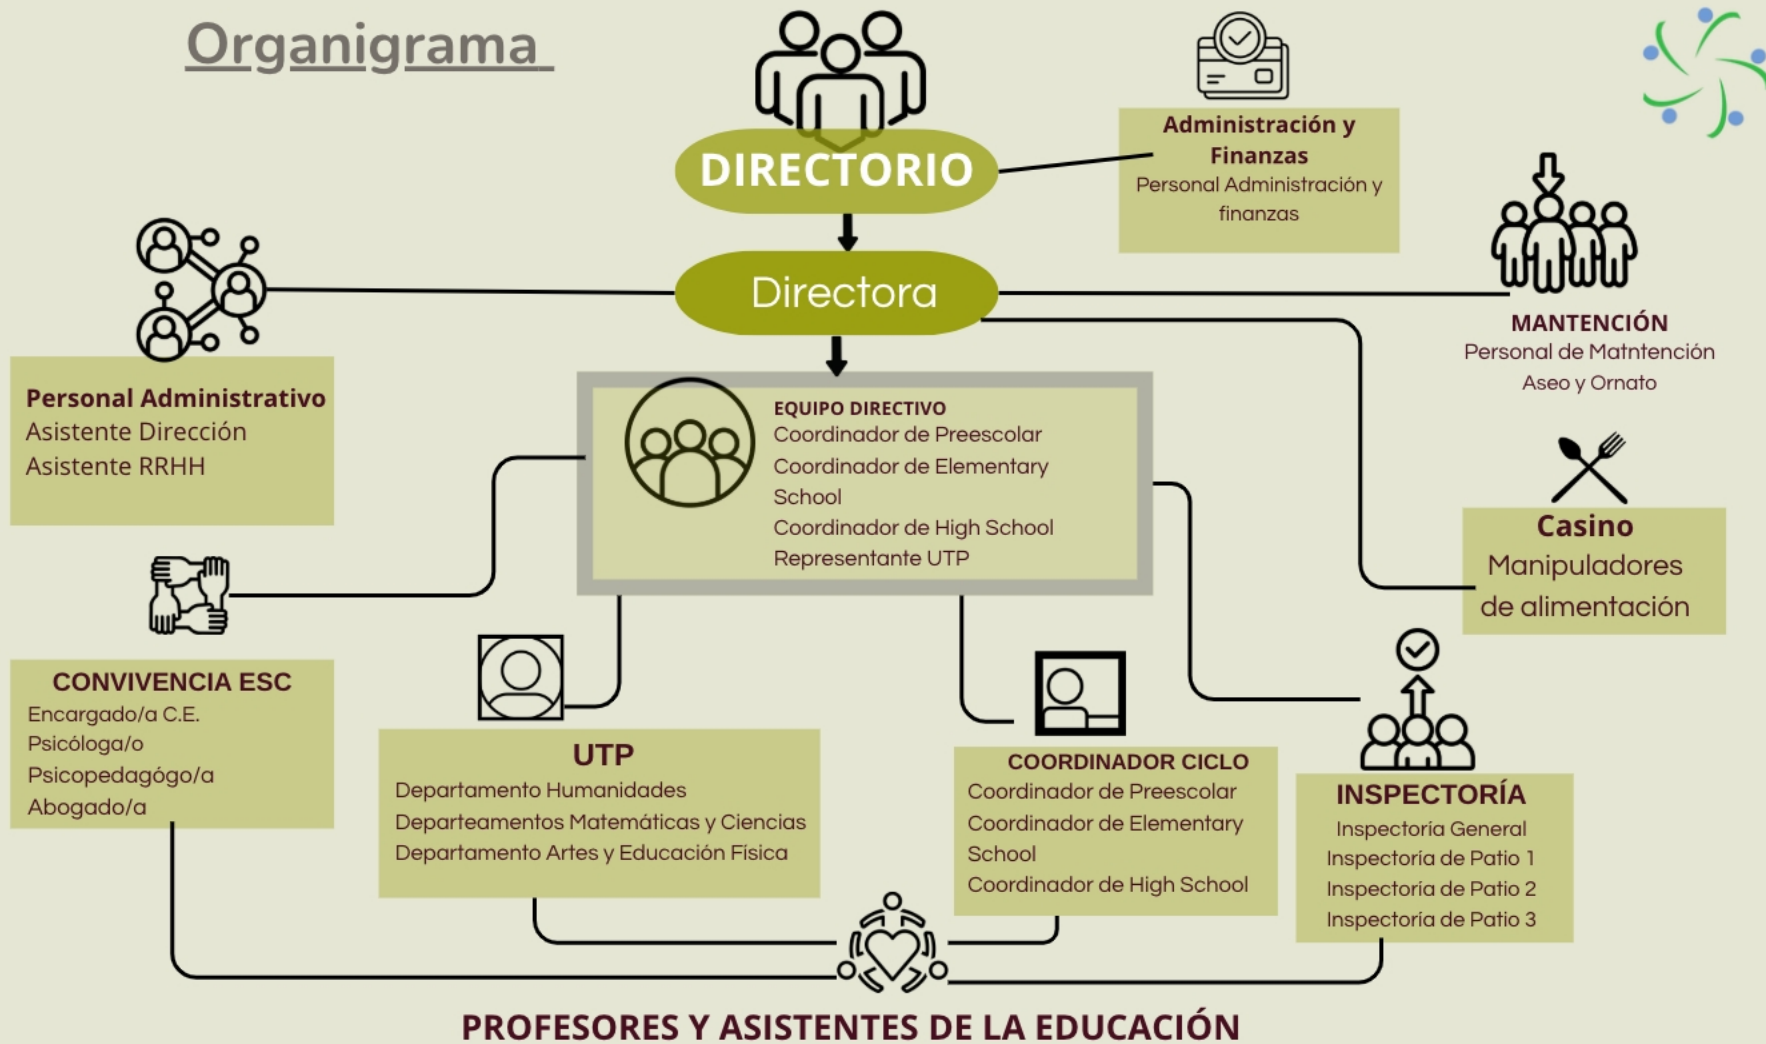 Organigrama
DIRECTORIO
Administración y
Finanzas
Personal Administración y
finanzas
Directora
MANTENCIÓN
Personal de Matntención
Aseo y Ornato
Personal Administrativo
Asistente Dirección
Asistente RRHH
EQUIPO DIRECTIVO
Coordinador de Preescolar
Coordinador de Elementary
School
Coordinador de High School
Representante UTP
Casino
Manipuladores
de alimentación
CONVIVENCIA ESC
Encargado/a C.E.
Psicóloga/o
Psicopedagógo/a
Abogado/a
UTP
Departamento Humanidades
Departeamentos Matemáticas y Ciencias
Departamento Artes y Educación Física
COORDINADOR CICLO
Coordinador de Preescolar
Coordinador de Elementary
School
Coordinador de High School
INSPECTORÍA
Inspectoría General
Inspectoría de Patio 1
Inspectoría de Patio 2
Inspectoría de Patio 3
PROFESORES Y ASISTENTES DE LA EDUCACIÓN